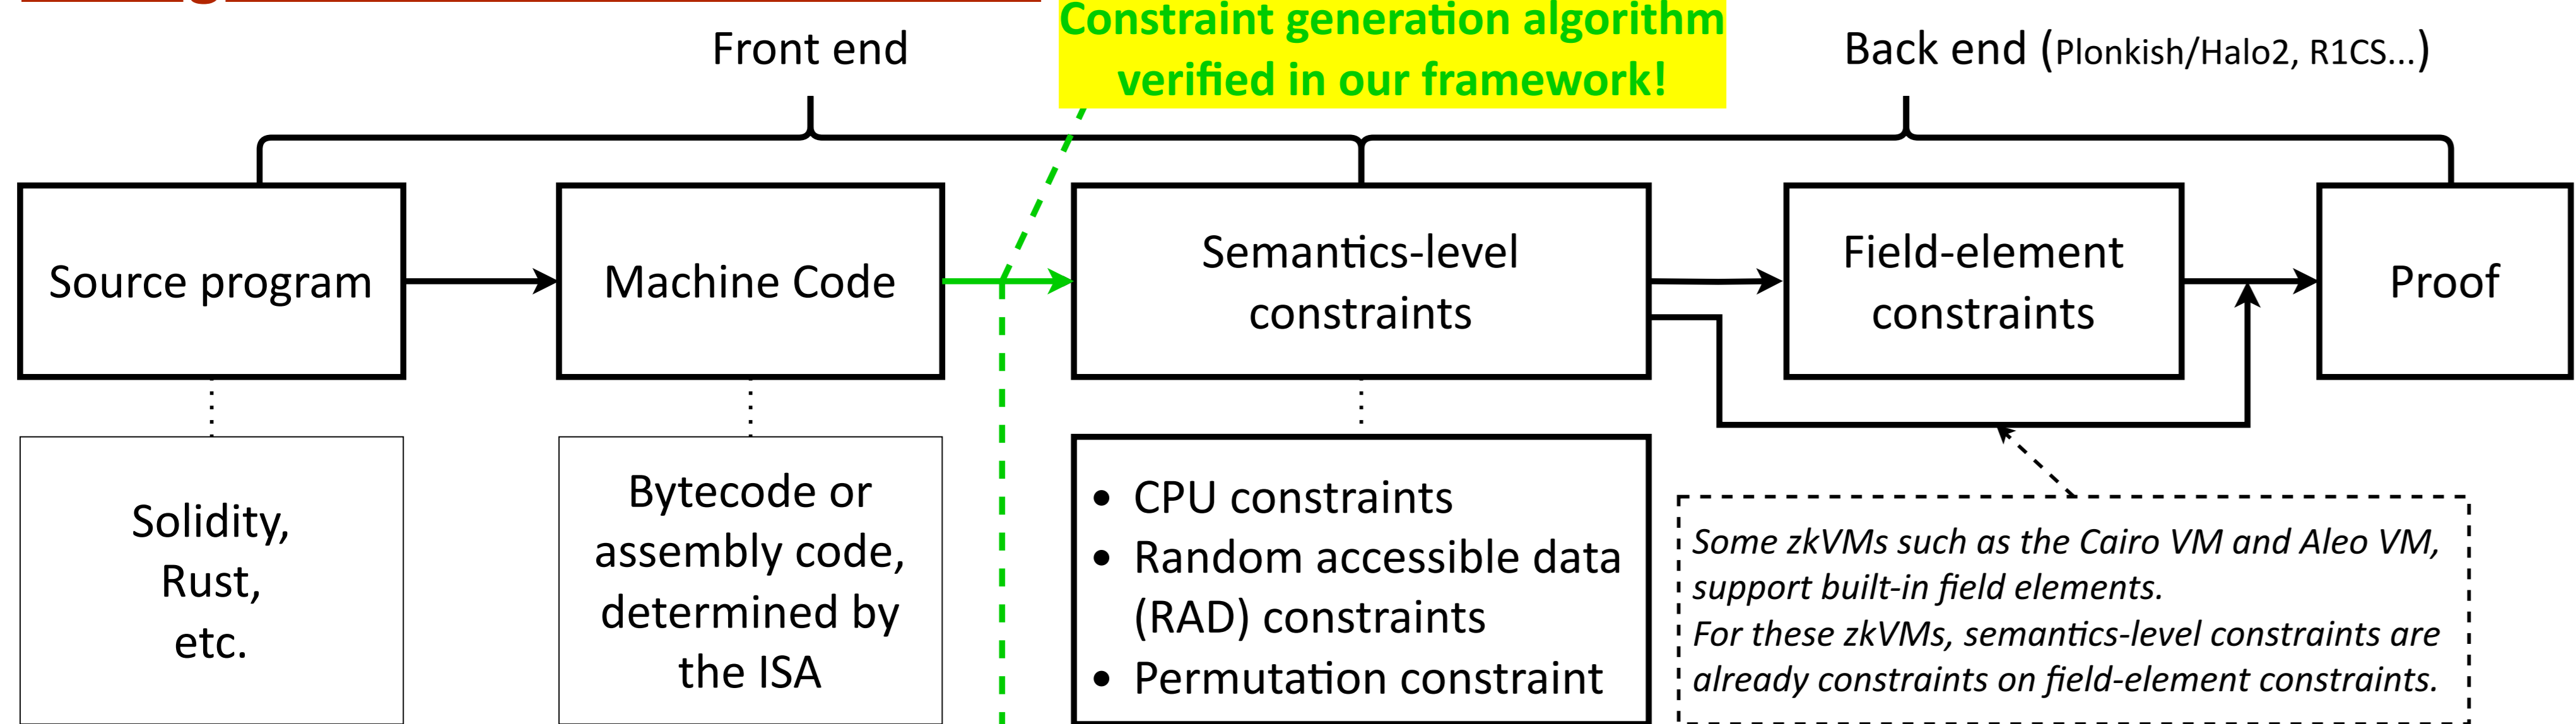 Front end
Constraint generation algorithm
verified in our framework!
Back end (Plonkish/Halo2, R1CS...)
Source program
Machine Code
Semantics-level
constraints
Field-element
constraints
Proof
Solidity,
Rust,
etc.
Bytecode or
assembly code,
determined by
the ISA
• CPU constraints
• Random accessible data
(RAD) constraints
• Permutation constraint
Some zkVMs such as the Cairo VM and Aleo VM,
support built-in field elements.
For these zkVMs, semantics-level constraints are
already constraints on field-element constraints.